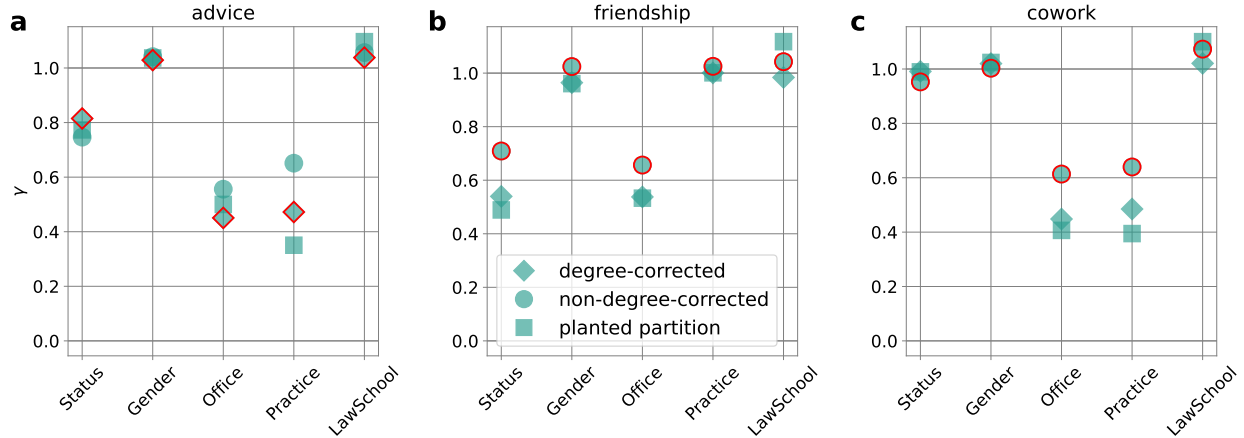 a
advice
γ
1.0
0.8
0.6
0.4
0.2
0.0
Status
Gender
Office
Practice
LawSchool
b
friendship
1.0
0.8
0.6
0.4
0.2
0.0
degree-corrected
non-degree-corrected
planted partition
Status
Gender
Office
Practice
LawSchool
c
cowork
1.0
0.8
0.6
0.4
0.2
0.0
Status
Gender
Office
Practice
LawSchool